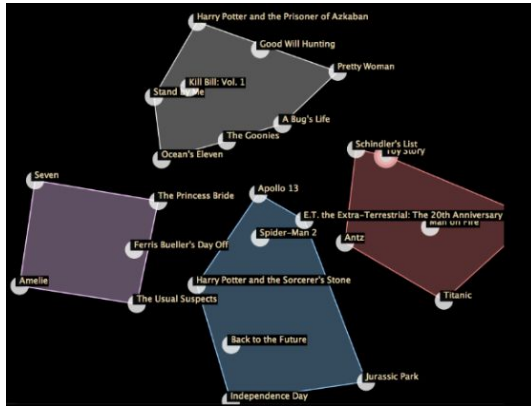 Harry Potter and the Prisoner of Azkaban
Good Will Hunting
Pretty Woman
Kill Bill: Vol. 1
Stand by Me
A Bug's Life
The Goonies
Ocean's Eleven
Schindler's List
Toy Story
Seven
The Princess Bride
Apollo 13
E.T. the Extra-Terrestrial: The 20th Anniversary
Man on Fire
Spider-Man 2
Antz
Ferris Bueller's Day Off
Amelie
Harry Potter and the Sorcerer's Stone
The Usual Suspects
Titanic
Back to the Future
Jurassic Park
Independence Day